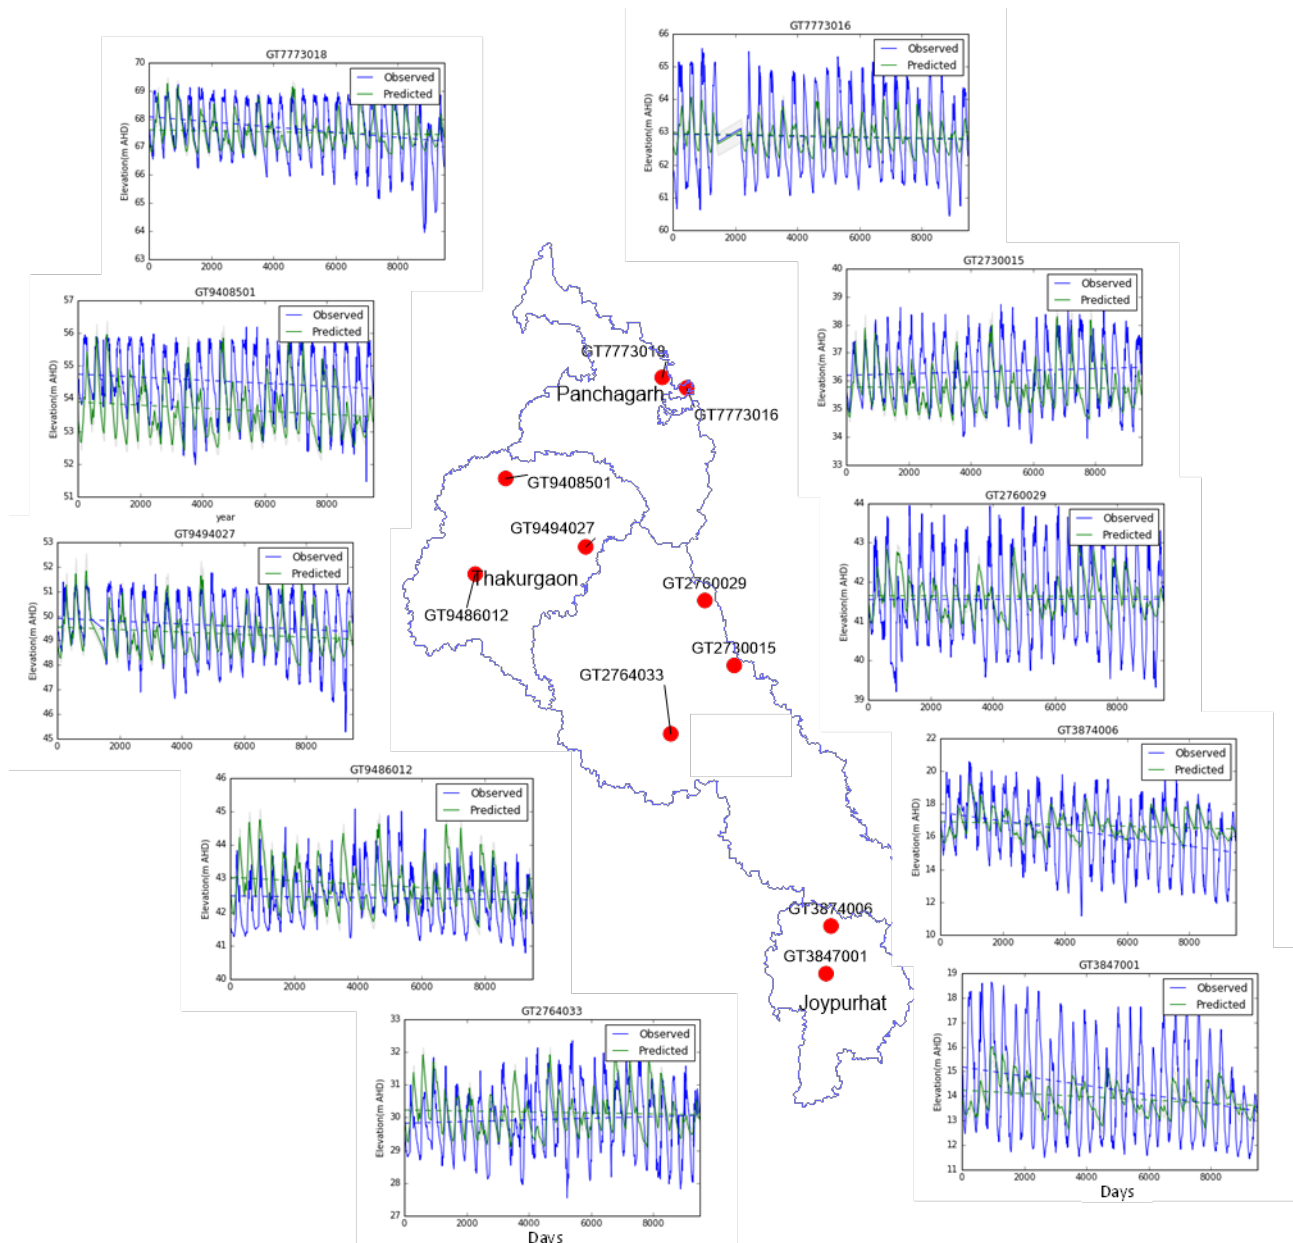 GT7773018
70
69
68
67
66
65
64
63
Elevation(m AHD)
Observed
Predicted
0 2000 4000 6000 8000
GT7773016
66
65
64
63
62
61
60
Elevation(m AHD)
Observed
Predicted
0 2000 4000 6000 8000
GT9408501
57
56
55
54
53
52
51
Elevation(m AHD)
Observed
Predicted
0 2000 4000 6000 8000
year
GT2730015
40
39
38
37
36
35
34
33
Elevation(m AHD)
Observed
Predicted
0 2000 4000 6000 8000
GT7773018
Panchagarh
GT7773016
GT9408501
GT9494027
Thakurgaon
GT9486012
GT2760029
GT2730015
GT2764033
GT3874006
GT3847001
Joypurhat
GT9494027
53
52
51
50
49
48
47
46
45
Elevation(m AHD)
Observed
Predicted
0 2000 4000 6000 8000
GT2760029
44
43
42
41
40
39
Elevation(m AHD)
Observed
Predicted
0 2000 4000 6000 8000
GT9486012
46
45
44
43
42
41
40
Elevation(m AHD)
Observed
Predicted
0 2000 4000 6000 8000
GT3874006
22
20
18
16
14
12
10
Elevation(m AHD)
Observed
Predicted
0 2000 4000 6000 8000
GT2764033
33
32
31
30
29
28
27
Elevation(m AHD)
Observed
Predicted
0 2000 4000 6000 8000
Days
GT3847001
19
18
17
16
15
14
13
12
11
Elevation(m AHD)
Observed
Predicted
0 2000 4000 6000 8000
Days